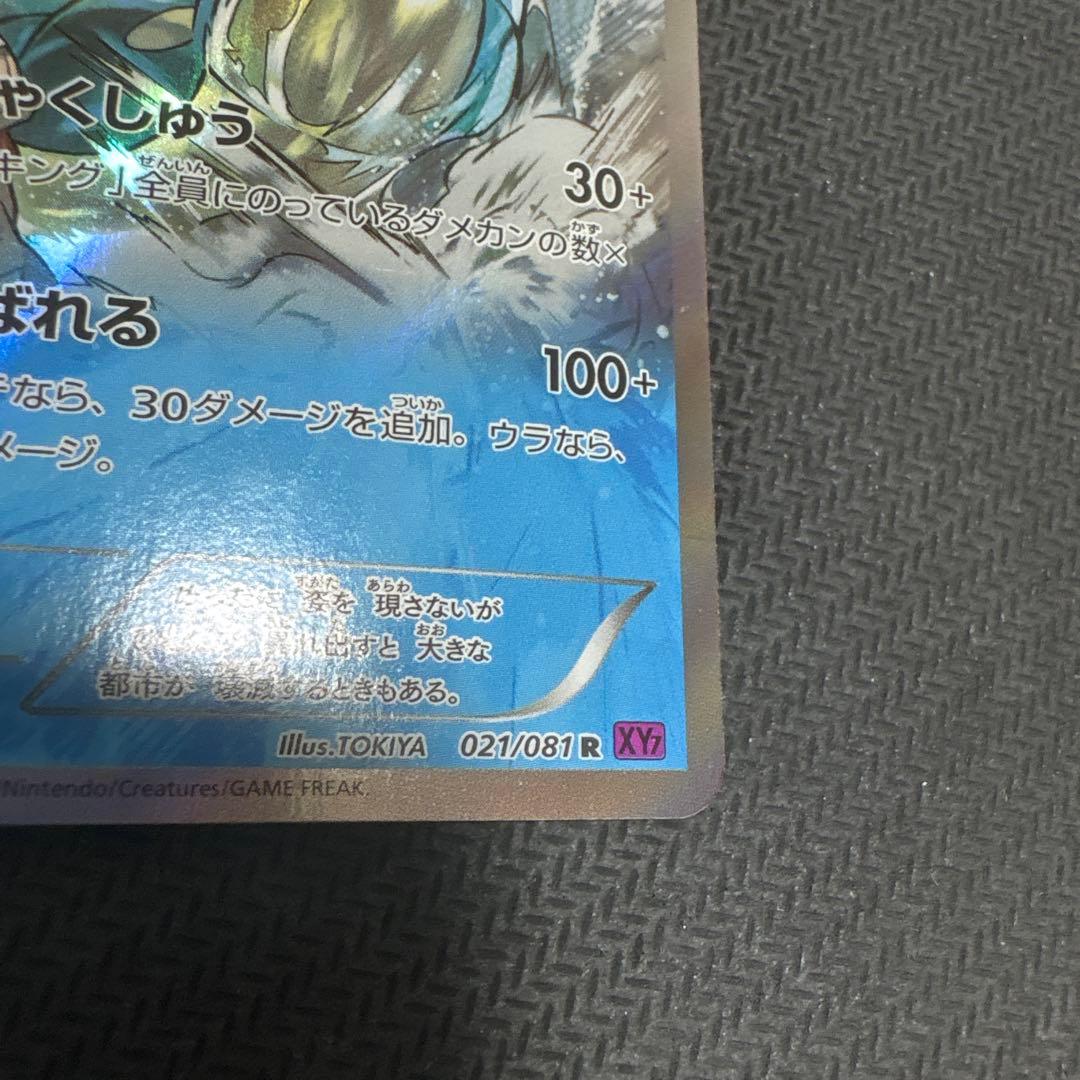 ゃくしゅう
30+
キング」全員にのっているダメカンの数×
ばれる
100+
なら、30ダメージを追加。ウラなら、
メージ。
姿を 現さないが
出すと 大きな
都市が 壊滅するときもある。
Illus.TOKIYA 021/081 R XY7
Nintendo/Creatures/GAME FREAK.